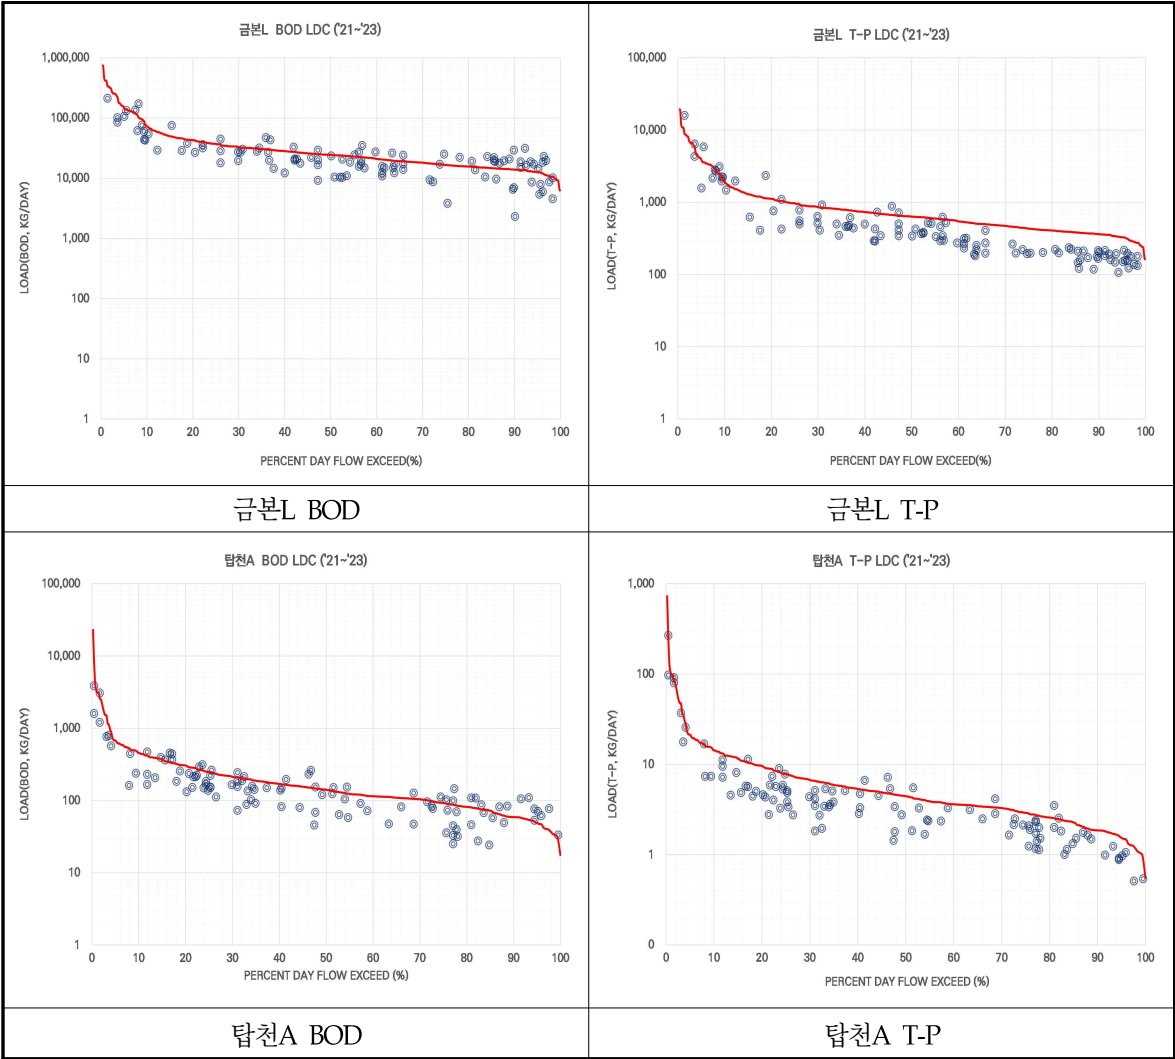 금본L BOD LDC ('21~'23)
1,000,000
100,000
10,000
1,000
100
10
1
LOAD(BOD, KG/DAY)
0 10 20 30 40 50 60 70 80 90 100
PERCENT DAY FLOW EXCEED(%)
금본L T-P LDC ('21~'23)
100,000
10,000
1,000
100
10
1
LOAD(T-P, KG/DAY)
0 10 20 30 40 50 60 70 80 90 100
PERCENT DAY FLOW EXCEED(%)
금본L BOD
금본L T-P
탑천A BOD LDC ('21~'23)
100,000
10,000
1,000
100
10
1
LOAD(BOD, KG/DAY)
0 10 20 30 40 50 60 70 80 90 100
PERCENT DAY FLOW EXCEED (%)
탑천A T-P LDC ('21~'23)
1,000
100
10
1
0
LOAD(T-P, KG/DAY)
0 10 20 30 40 50 60 70 80 90 100
PERCENT DAY FLOW EXCEED (%)
탑천A BOD
탑천A T-P